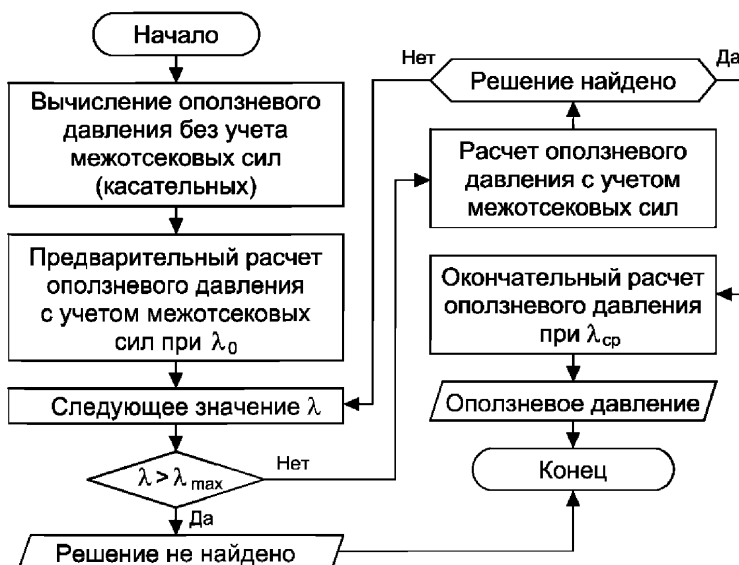 Начало
Вычисление оползневого
давления без учета
межотсековых сил
(касательных)
Предварительный расчет
оползневого давления
с учетом межотсековых
сил при λ₀
Следующее значение λ
λ > λ max
Нет
Да
Решение не найдено
Нет
Решение найдено
Да
Расчет оползневого
давления с учетом
межотсековых сил
Окончательный расчет
оползневого давления
при λср
Оползневое давление
Конец